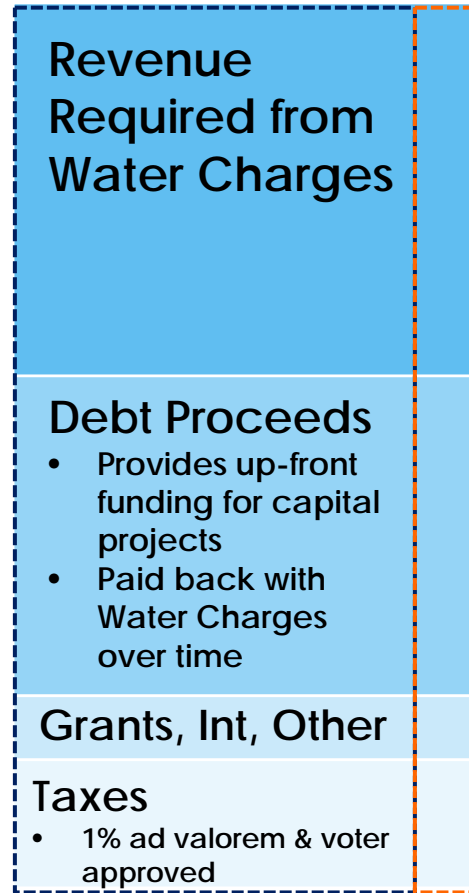 Revenue
Required from
Water Charges
Debt Proceeds
• Provides up-front
funding for capital
projects
• Paid back with
Water Charges
over time
Grants, Int, Other
Taxes
• 1% ad valorem & voter
approved